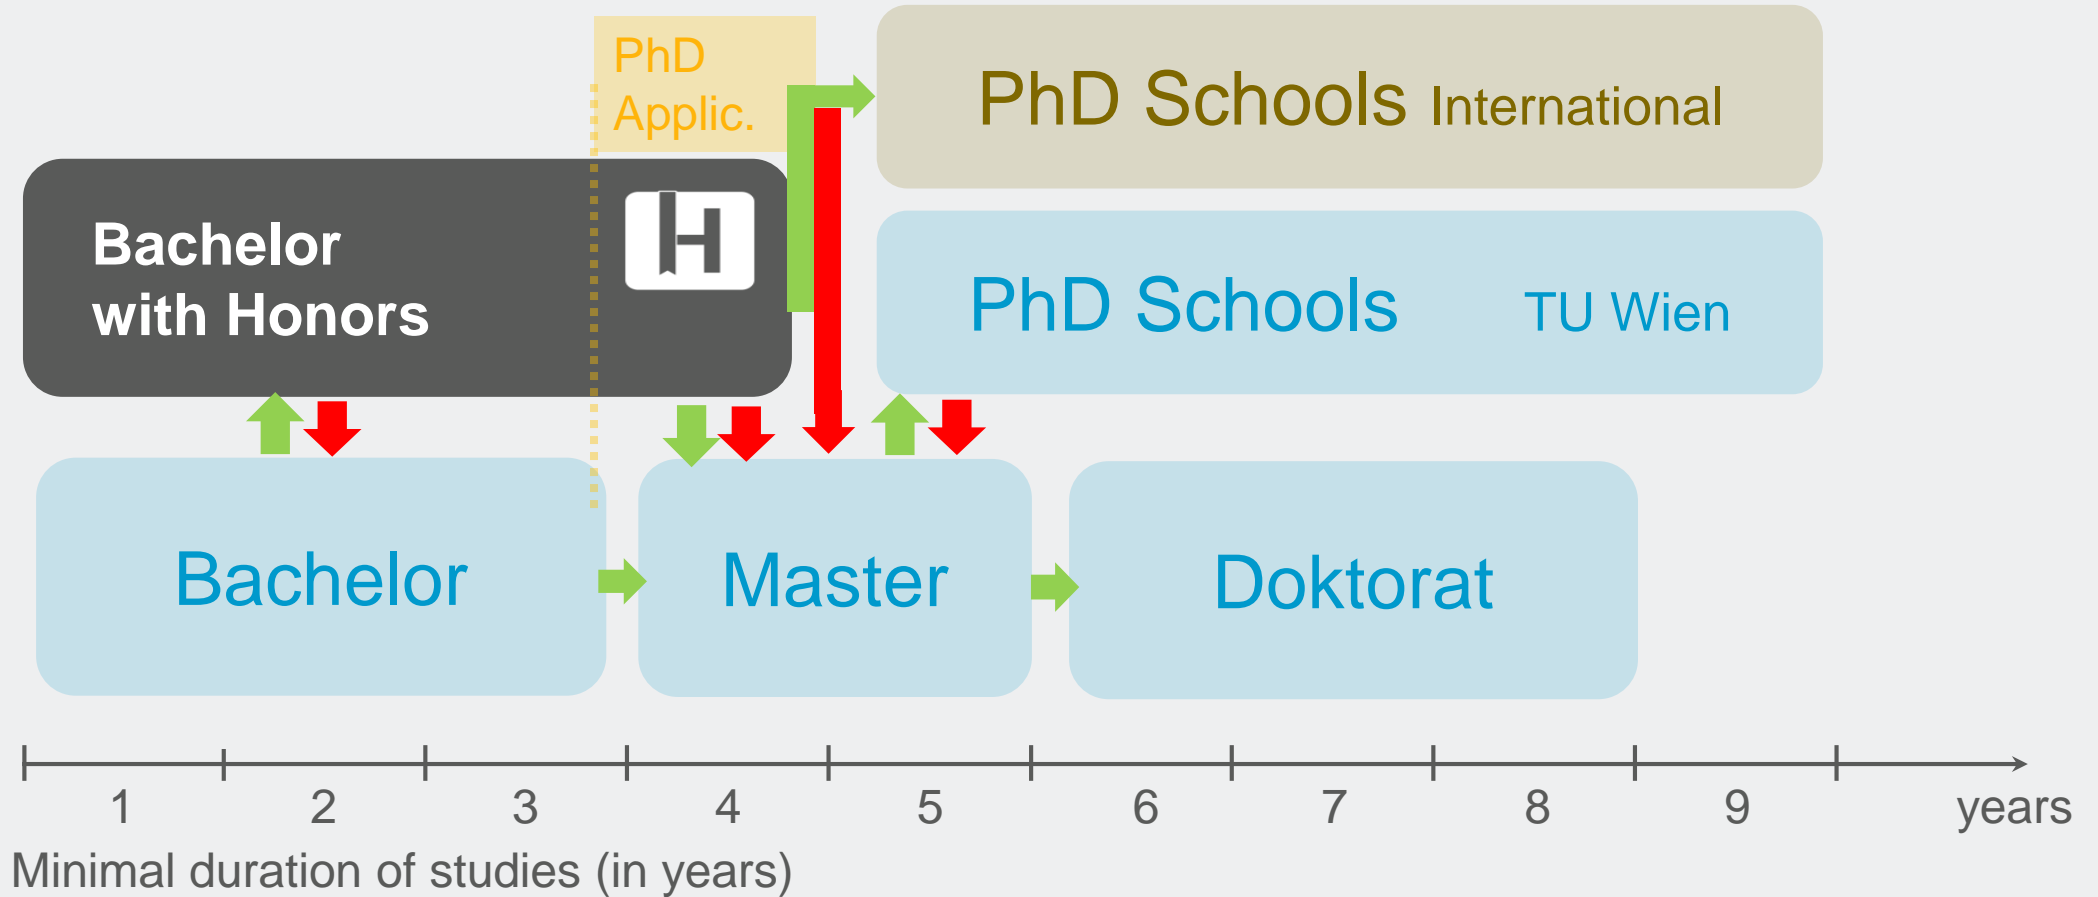 PhD
Applic.
PhD Schools International
Bachelor
with Honors
H
PhD Schools TU Wien
Bachelor
Master
Doktorat
1 2 3 4 5 6 7 8 9 years
Minimal duration of studies (in years)